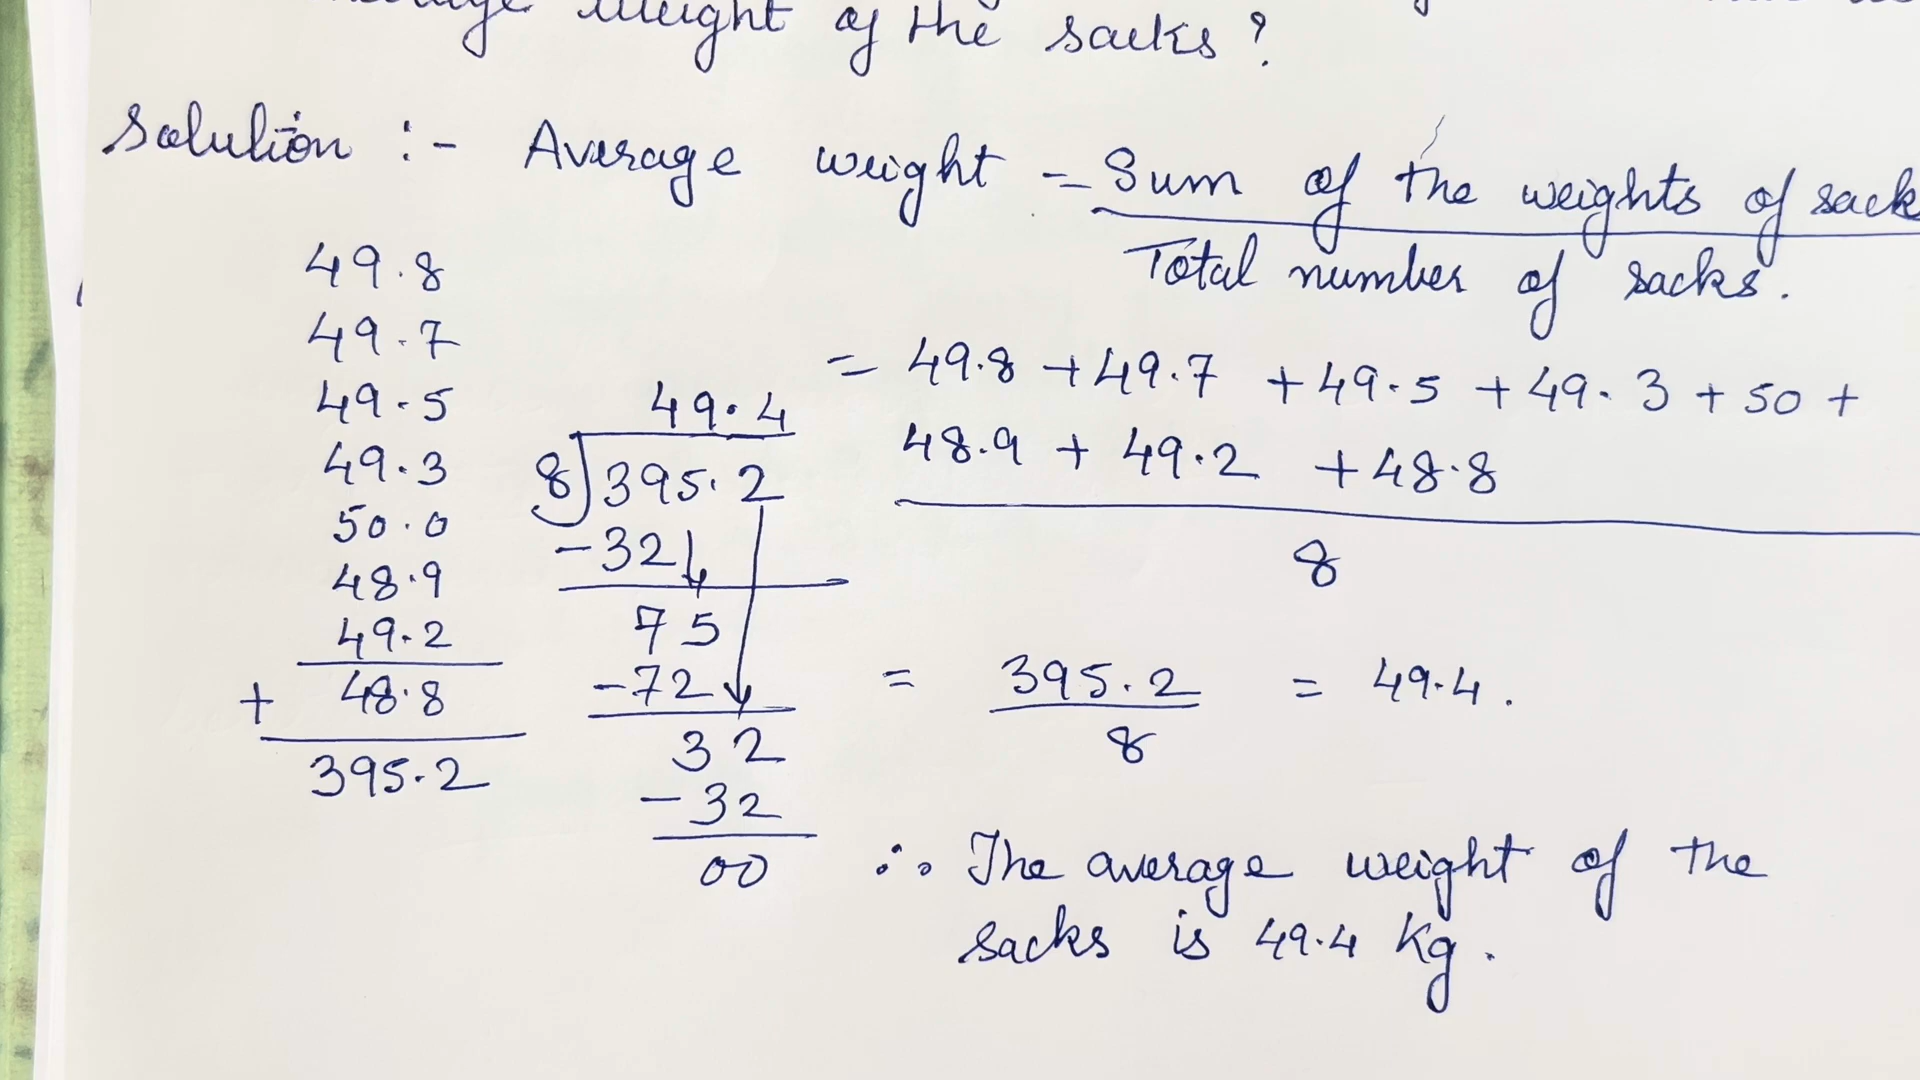 weight of the sacks?
Solution :- Average weight = Sum of the weights of sack
Total number of sacks.
49.8
49.7
49.5
49.3
50.0
48.9
49.2
+ 48.8
395.2
49.4
8)395.2
-32
75
-72
32
-32
00
= 49.8 + 49.7 + 49.5 + 49.3 + 50 +
48.9 + 49.2 + 48.8
8
= 395.2 = 49.4.
8
∴ The average weight of the
sacks is 49.4 Kg.